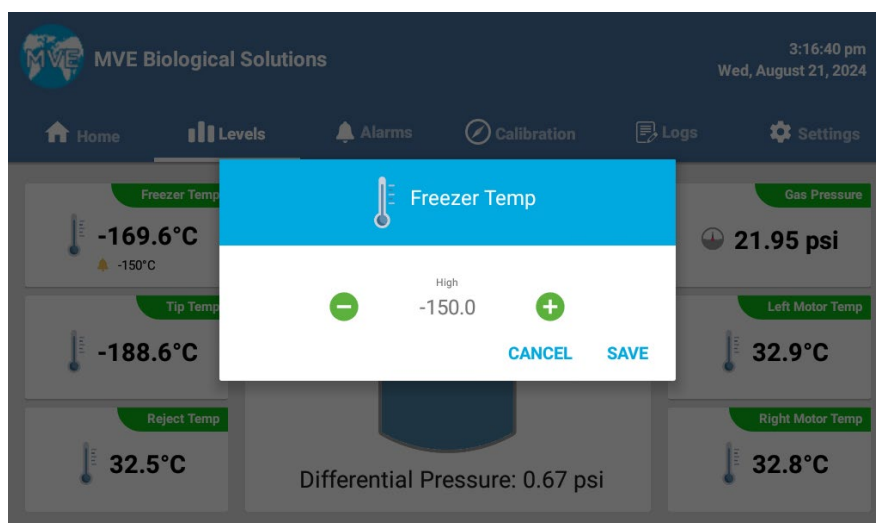 MVE
MVE Biological Solutions
3:16:40 pm
Wed, August 21, 2024
Home
Levels
Alarms
Calibration
Logs
Settings
Freezer Temp
-169.6°C
-150°C
Freezer Temp
High
-150.0
CANCEL
SAVE
Gas Pressure
21.95 psi
Tip Temp
-188.6°C
Left Motor Temp
32.9°C
Reject Temp
32.5°C
Differential Pressure: 0.67 psi
Right Motor Temp
32.8°C